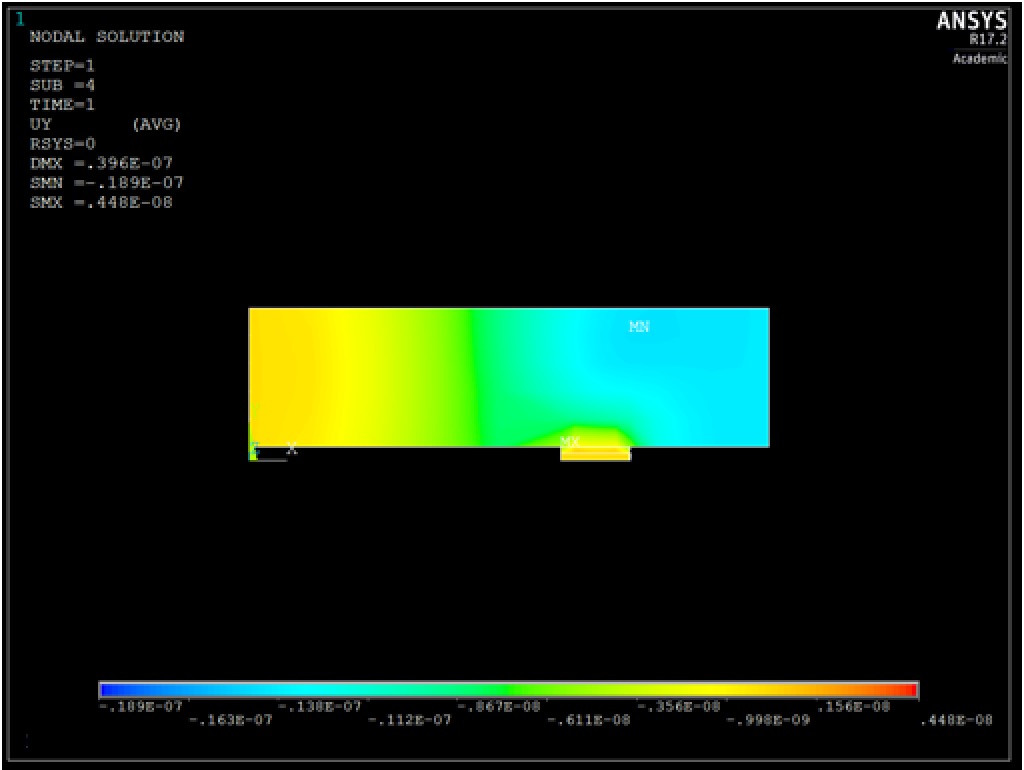 1
NODAL SOLUTION
ANSYS
R17.2
Academic
STEP=1
SUB =4
TIME=1
UY (AVG)
RSYS=0
DMX =.396E-07
SMN =-.189E-07
SMX =.448E-08
MN
MX
X
-.189E-07 -.138E-07 -.867E-08 -.356E-08 .156E-08
-.163E-07 -.112E-07 -.611E-08 -.998E-09 .448E-08